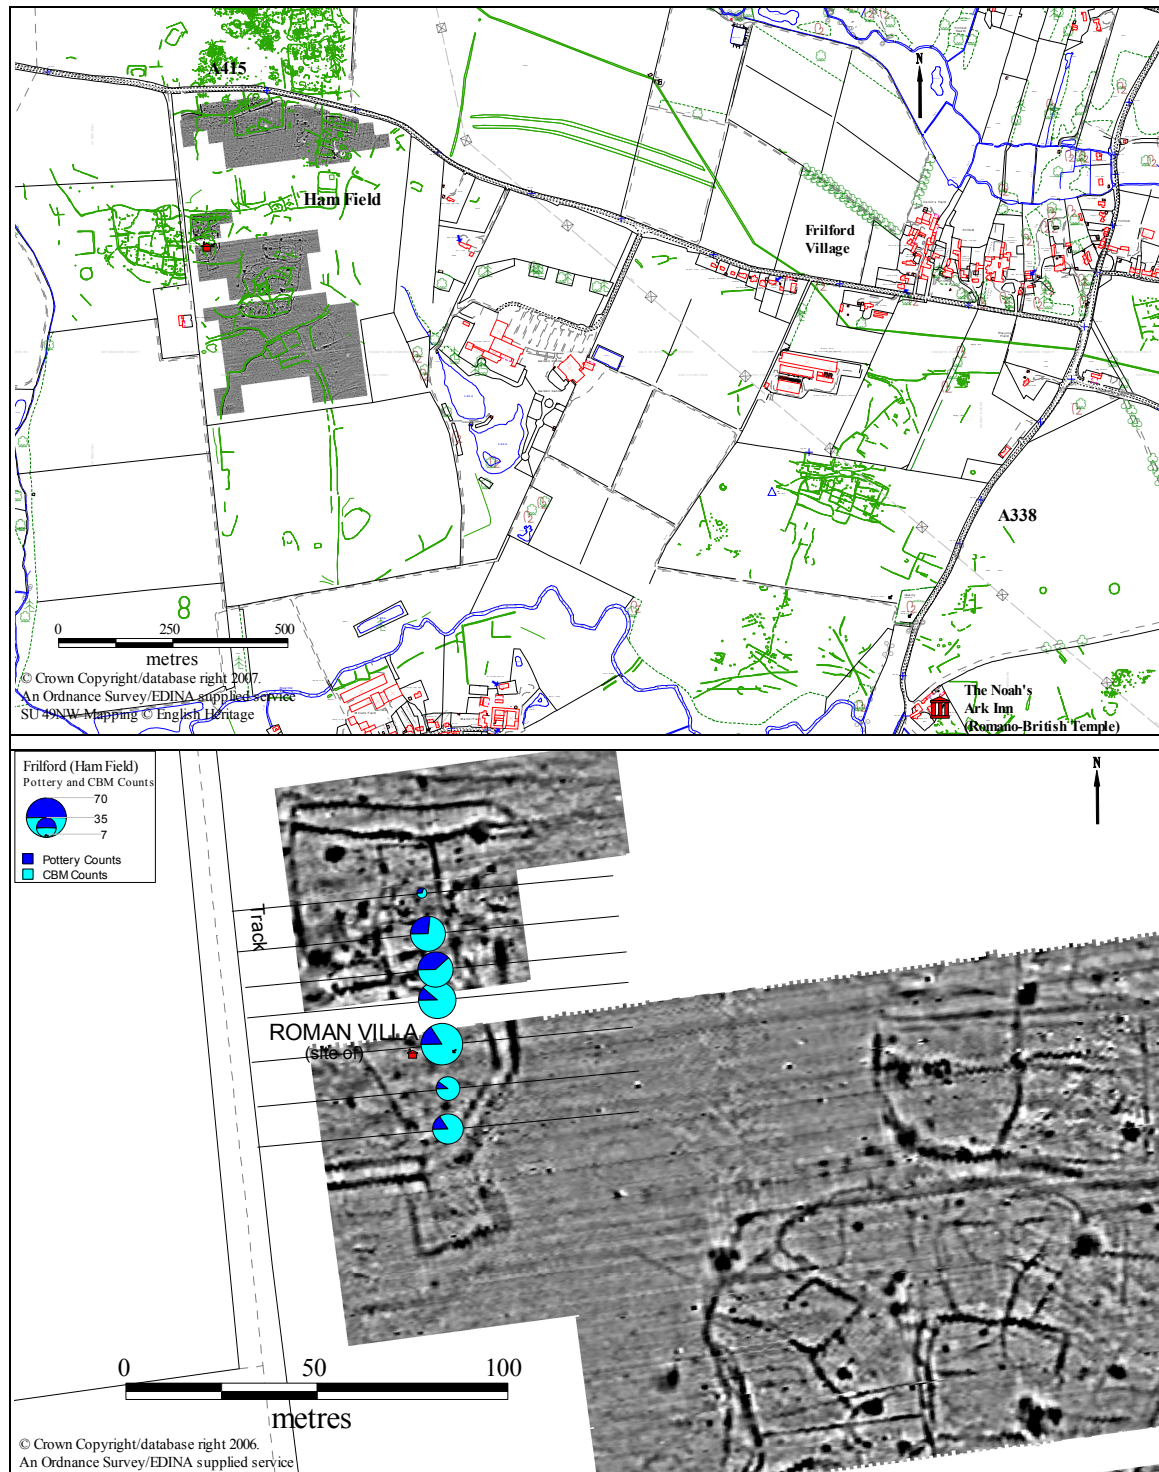 A415
N
Ham Field
Frilford
Village
A338
0 250 500
metres
© Crown Copyright/database right 2007.
An Ordnance Survey/EDINA supplied service
SU 49NW Mapping © English Heritage
The Noah's
Ark Inn
(Romano-British Temple)
Frilford (Ham Field)
Pottery and CBM Counts
70
35
7
Pottery Counts
CBM Counts
N
Track
ROMAN VILLA
(site of)
0 50 100
metres
© Crown Copyright/database right 2006.
An Ordnance Survey/EDINA supplied service